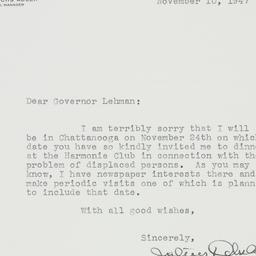 GENERAL MANAGER
November 10, 1947
Dear Governor Lehman:
I am terribly sorry that I will
be in Chattanooga on November 24th on which
date you have so kindly invited me to dinne
at the Harmonie Club in connection with the
problem of displaced persons. As you may
know, I have newspaper interests there and
make periodic visits one of which is plann
to include that date.
With all good wishes,
Sincerely,